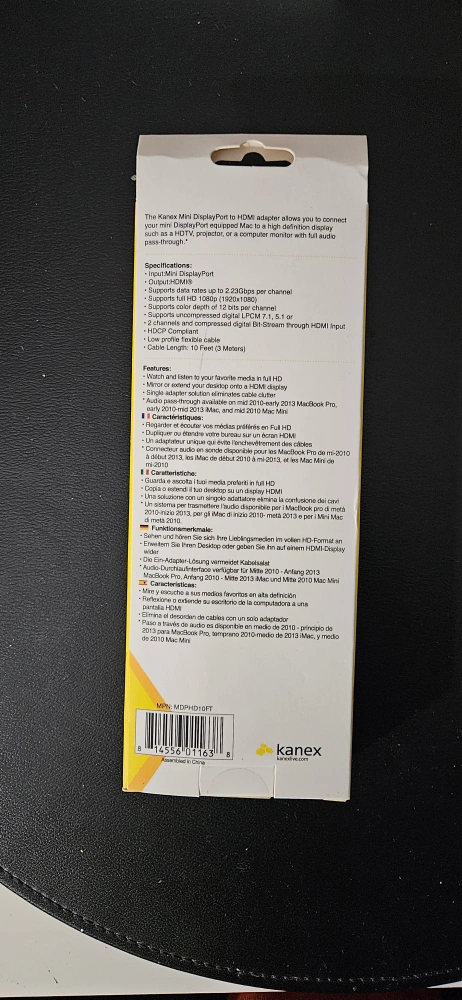 The Kanex Mini DisplayPort to HDMI adapter allows you to connect
your mini DisplayPort equipped Mac to a high definition display
such as a HDTV, projector, or a computer monitor with full audio
pass-through.*
Specifications:
• Input:Mini DisplayPort
• Output:HDMI®
• Supports data rates up to 2.23Gbps per channel
• Supports full HD 1080p (1920x1080)
• Supports color depth of 12 bits per channel
• Supports uncompressed digital LPCM 7.1, 5.1 or
• 2 channels and compressed digital Bit-Stream through HDMI Input
• HDCP Compliant
• Low profile flexible cable
• Cable Length: 10 Feet (3 Meters)
Features:
• Watch and listen to your favorite media in full HD
• Mirror or extend your desktop onto a HDMI display
• Single adapter solution eliminates cable clutter
* Audio pass-through available on mid 2010-early 2013 MacBook Pro,
early 2010-mid 2013 iMac, and mid 2010 Mac Mini
Caractéristiques:
• Regarder et écouter vos médias préférés en Full HD
• Dupliquer ou étendre votre bureau sur un écran HDMI
• Un adaptateur unique qui évite l'enchevêtrement des câbles
* Connecteur audio en sonde disponible pour les MacBook Pro de mi-2010
à début 2013, les iMac de début 2010 à mi-2013, et les Mac Mini de
mi-2010
Caratteristiche:
• Guarda e ascolta i tuoi media preferiti in full HD
• Copia o estendi il tuo desktop su un display HDMI
• Una soluzione con un singolo adattatore elimina la confusione dei cavi
* Un sistema per trasmettere l'audio disponibile per i MacBook pro di metà
2010-inizio 2013, per gli iMac di inizio 2010- metà 2013 e per i Mini Mac
di metà 2010.
Funktionsmerkmale:
• Sehen und hören Sie sich Ihre Lieblingsmedien im vollen HD-Format an
• Erweitern Sie Ihren Desktop oder geben Sie ihn auf einem HDMI-Display
wider
• Die Ein-Adapter-Lösung vermeidet Kabelsalat
* Audio-Durchlaufinterface verfügbar für Mitte 2010 - Anfang 2013
MacBook Pro, Anfang 2010 - Mitte 2013 iMac und Mitte 2010 Mac Mini
Características:
• Mire y escuche a sus medios favoritos en alta definición
• Reflexione o extiende su escritorio de la computadora a una
pantalla HDMI
• Elimina el desorden de cables con un solo adaptador
* Paso a través de audio es disponible en medio de 2010 - principio de
2013 para MacBook Pro, temprano 2010-medio de 2013 iMac, y medio
de 2010 Mac Mini
MPN: MDPHD10FT
8 14556 01163 8
Assembled in China
kanex
kanexlive.com